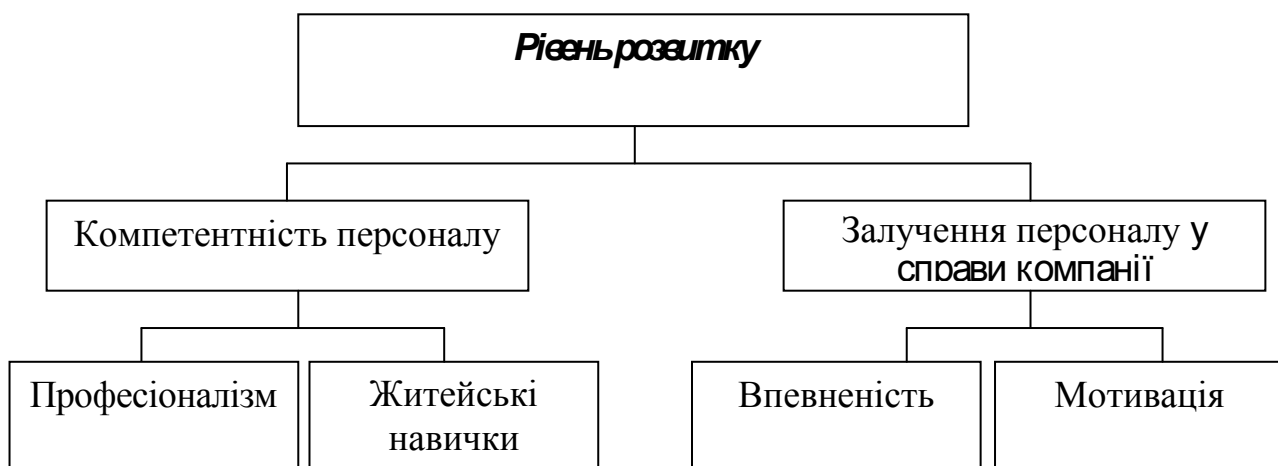 Рівень розвитку
Компетентність персоналу
Залучення персоналу у
справи компанії
Професіоналізм
Житейські
навички
Впевненість
Мотивація